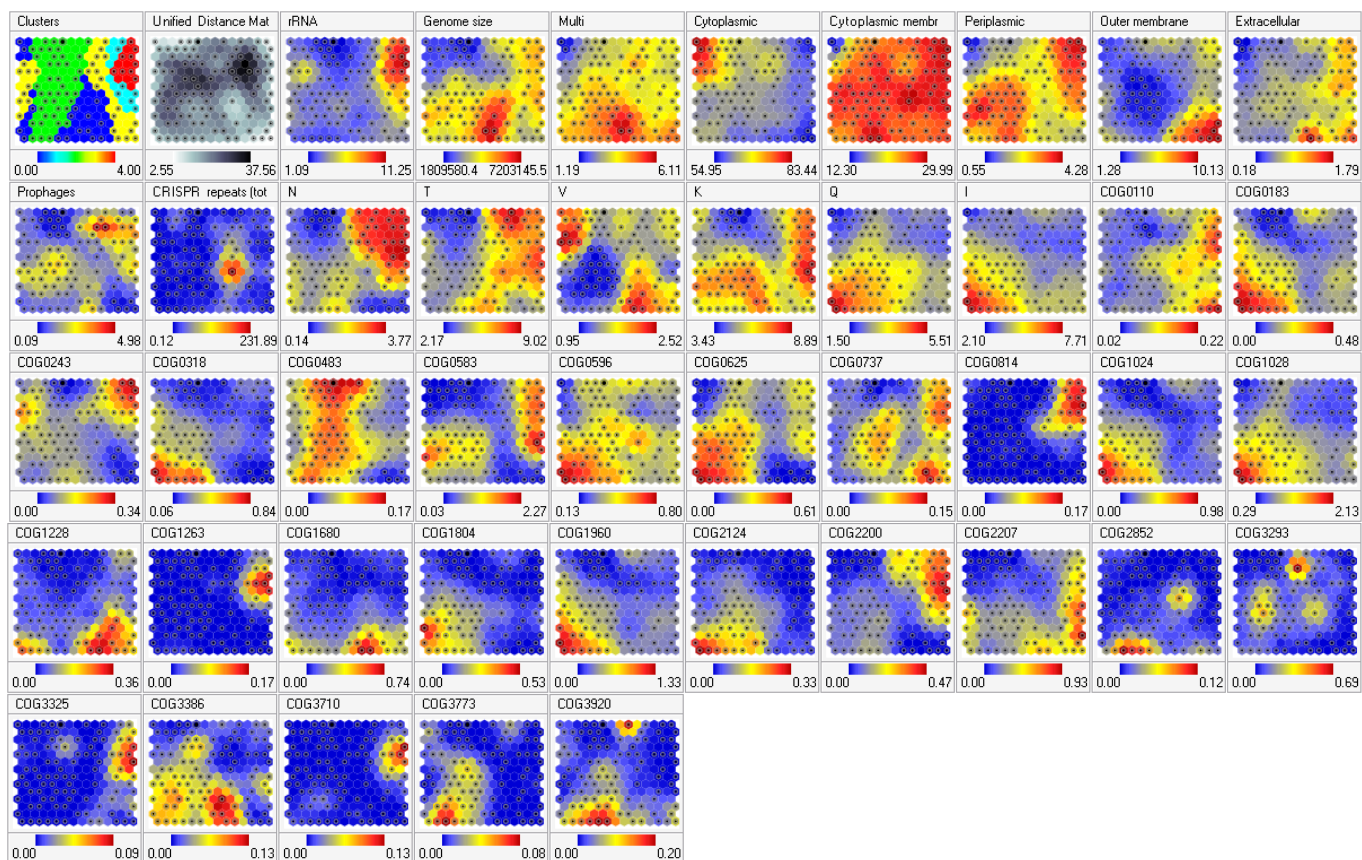 Clusters Unified Distance Mat rRNA Genome size Multi Cytoplasmic Cytoplasmic membr Periplasmic Outer membrane Extracellular
0.00 4.00 2.55 37.56 1.09 11.25 1809580.4 7203145.5 1.19 6.11 54.95 83.44 12.30 29.99 0.55 4.28 1.28 10.13 0.18 1.79
Prophages CRISPR repeats (tot N T V K Q I COG0110 COG0183
0.09 4.98 0.12 231.89 0.14 3.77 2.17 9.02 0.95 2.52 3.43 8.89 1.50 5.51 2.10 7.71 0.02 0.22 0.00 0.48
COG0243 COG0318 COG0483 COG0583 COG0596 COG0625 COG0737 COG0814 COG1024 COG1028
0.00 0.34 0.06 0.84 0.00 0.17 0.03 2.27 0.13 0.80 0.00 0.61 0.00 0.15 0.00 0.17 0.00 0.98 0.29 2.13
COG1228 COG1263 COG1680 COG1804 COG1960 COG2124 COG2200 COG2207 COG2852 COG3293
0.00 0.36 0.00 0.17 0.00 0.74 0.00 0.53 0.00 1.33 0.00 0.33 0.00 0.47 0.00 0.93 0.00 0.12 0.00 0.69
COG3325 COG3386 COG3710 COG3773 COG3920
0.00 0.09 0.00 0.13 0.00 0.13 0.00 0.08 0.00 0.20